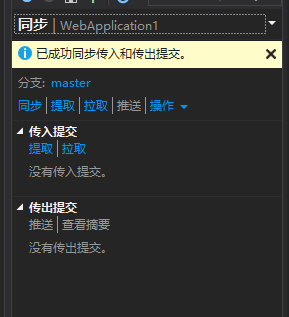 同步 | WebApplication1
已成功同步传入和传出提交。
分支: master
同步 | 提取 | 拉取 | 推送 | 操作
传入提交
提取 | 拉取
没有传入提交。
传出提交
推送 | 查看摘要
没有传出提交。